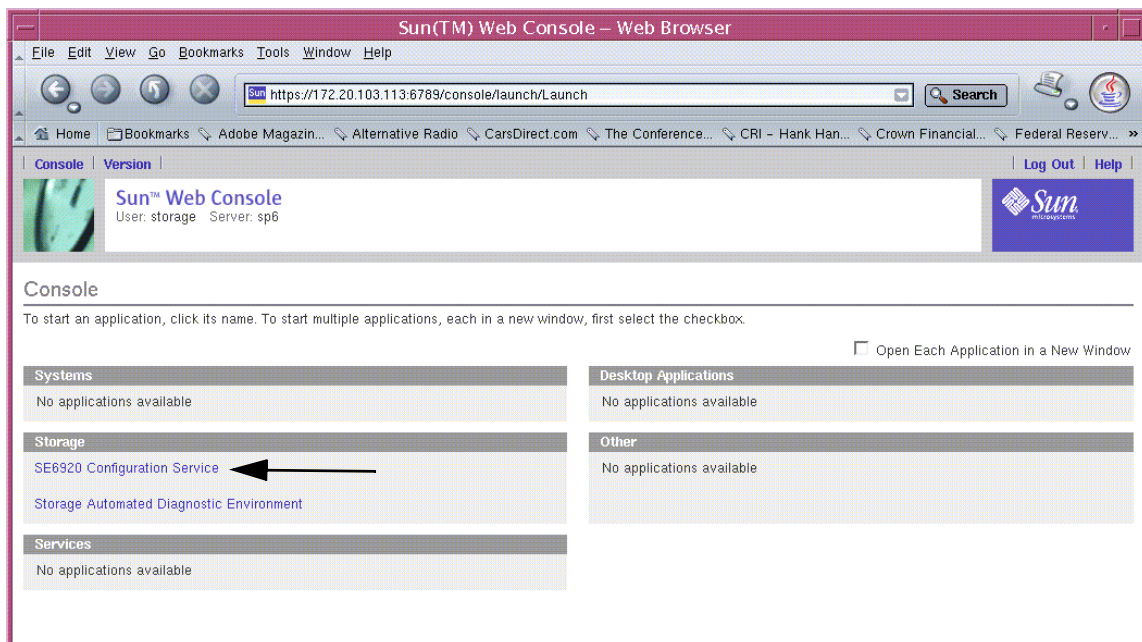 Sun(TM) Web Console – Web Browser
File Edit View Go Bookmarks Tools Window Help
Sun https://172.20.103.113:6789/console/launch/Launch Search
Home Bookmarks Adobe Magazin... Alternative Radio CarsDirect.com The Conference... CRI – Hank Han... Crown Financial... Federal Reserv... »
Console | Version | | Log Out | Help |
Sun™ Web Console
User: storage Server: sp6
Sun
microsystems
Console
To start an application, click its name. To start multiple applications, each in a new window, first select the checkbox.
Open Each Application in a New Window
Systems
No applications available
Desktop Applications
No applications available
Storage
SE6920 Configuration Service
Storage Automated Diagnostic Environment
Other
No applications available
Services
No applications available